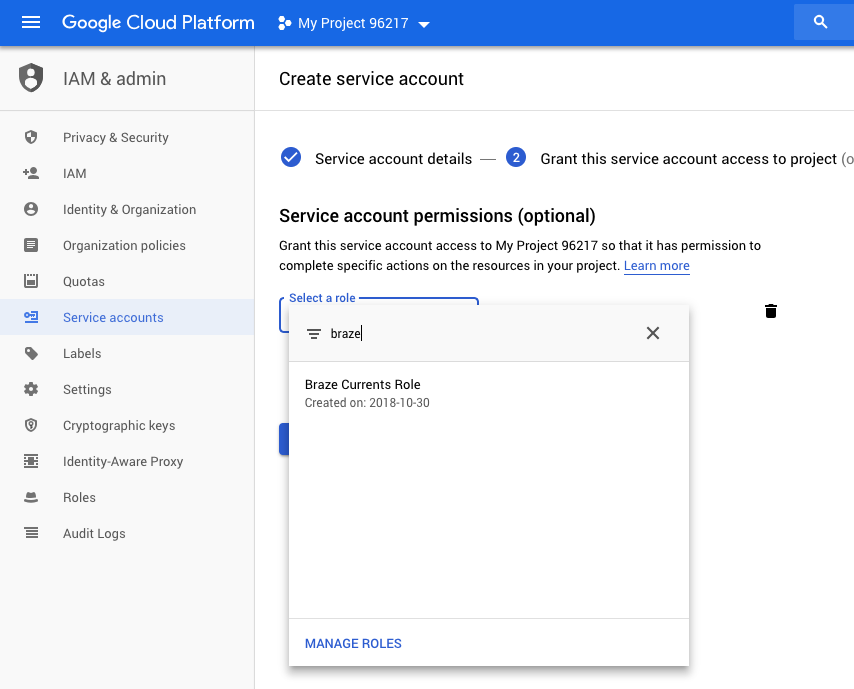 Google Cloud Platform
My Project 96217
IAM & admin
Create service account
Privacy & Security
IAM
Identity & Organization
Organization policies
Quotas
Service accounts
Labels
Settings
Cryptographic keys
Identity-Aware Proxy
Roles
Audit Logs
Service account details — 2 Grant this service account access to project (o
Service account permissions (optional)
Grant this service account access to My Project 96217 so that it has permission to
complete specific actions on the resources in your project. Learn more
Select a role
braze
Braze Currents Role
Created on: 2018-10-30
MANAGE ROLES